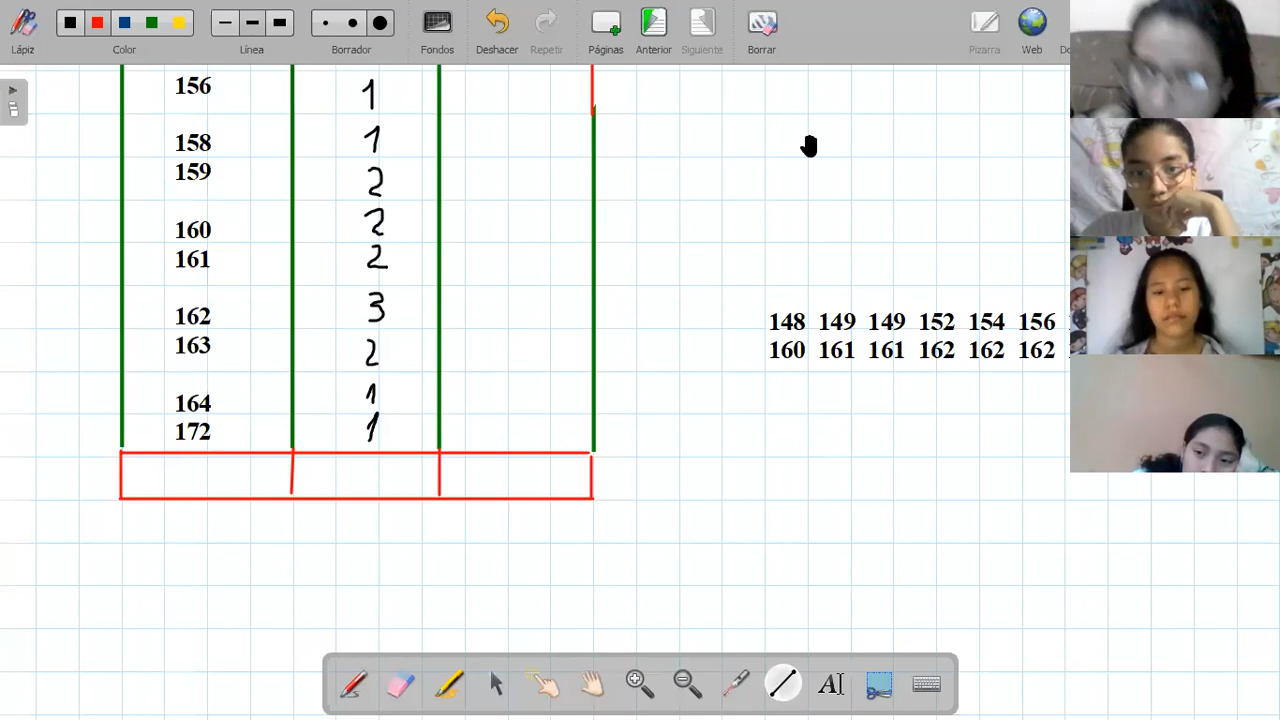 Lápiz Color Línea Borrador Fondos Deshacer Repetir Páginas Anterior Siguiente Borrar Pizarra Web
156 1
158 1
159 2
160 2
161 2
162 3
163 2
164 1
172 1
148 149 149 152 154 156
160 161 161 162 162 162
AI